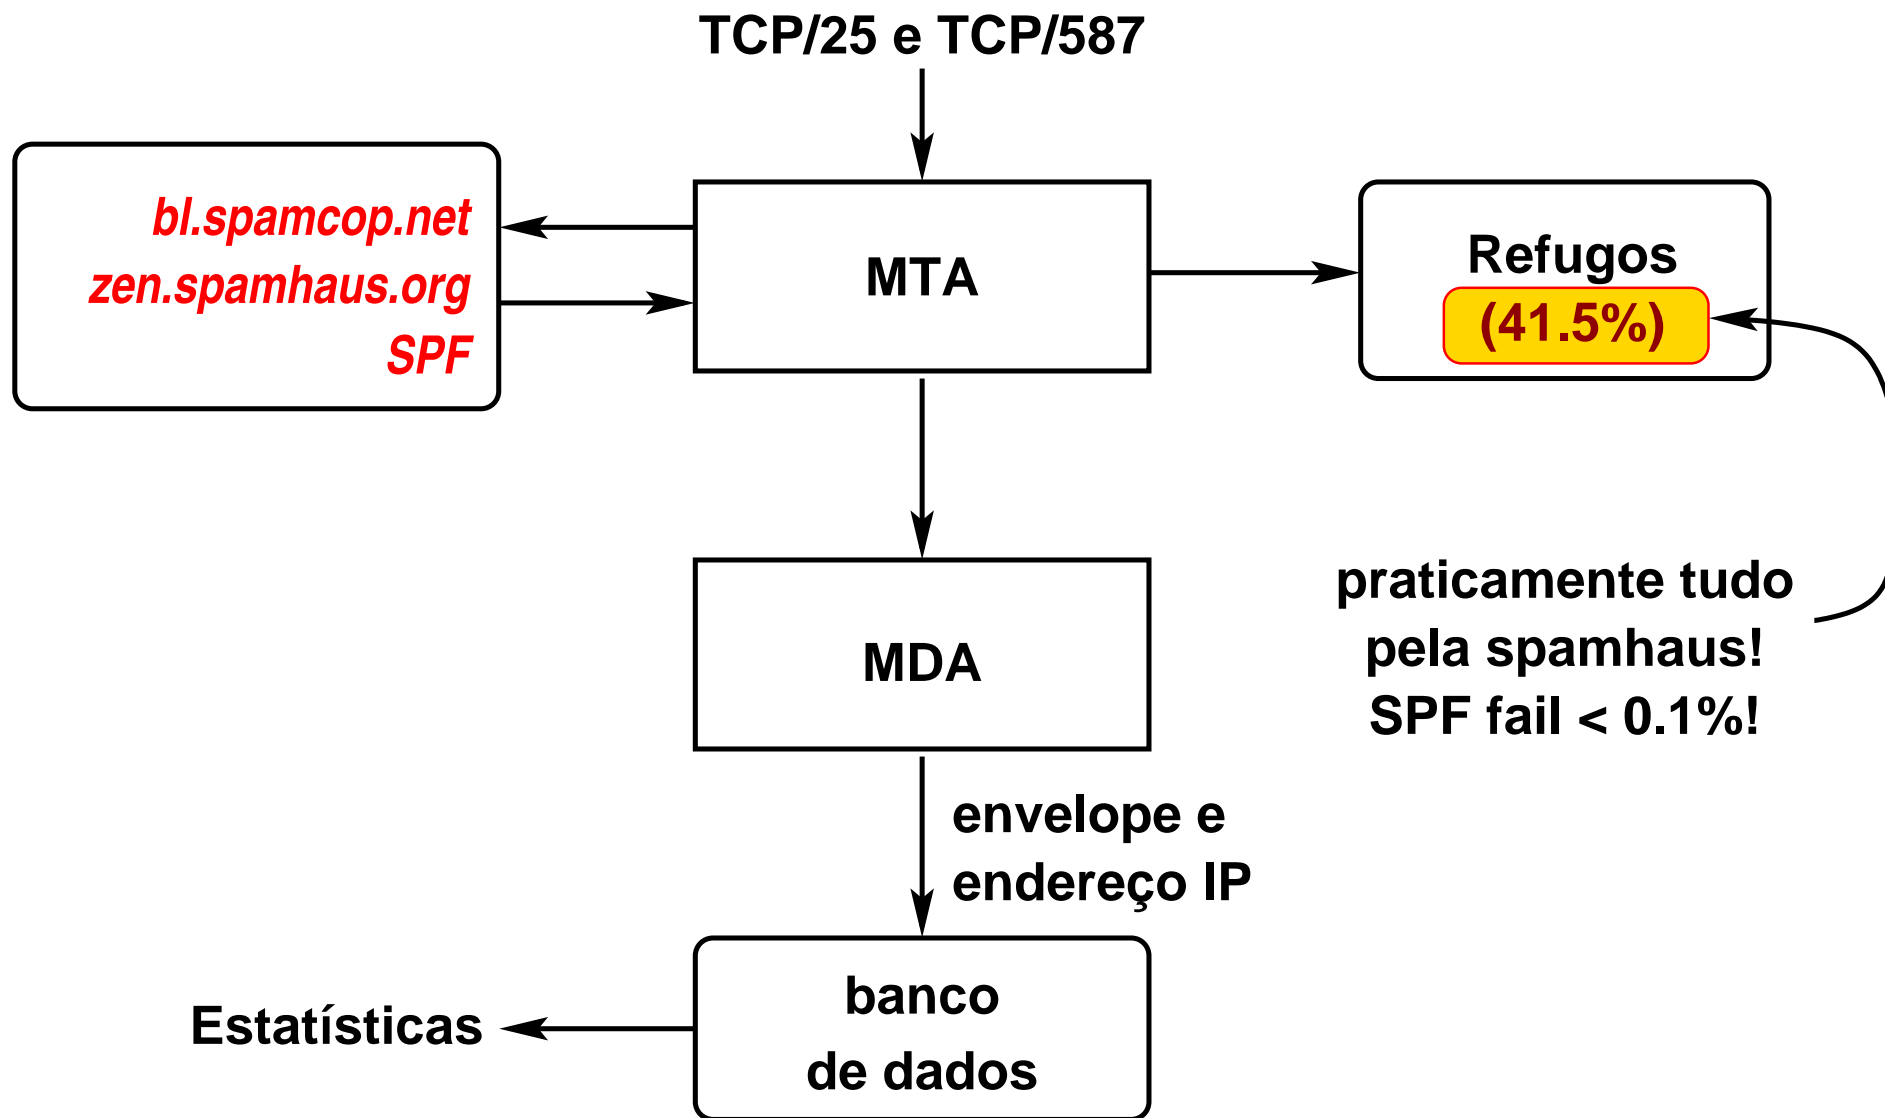 TCP/25 e TCP/587
bl.spamcop.net
zen.spamhaus.org
SPF
MTA
Refugos
(41.5%)
MDA
praticamente tudo
pela spamhaus!
SPF fail < 0.1%!
envelope e
endereço IP
banco
de dados
Estatísticas